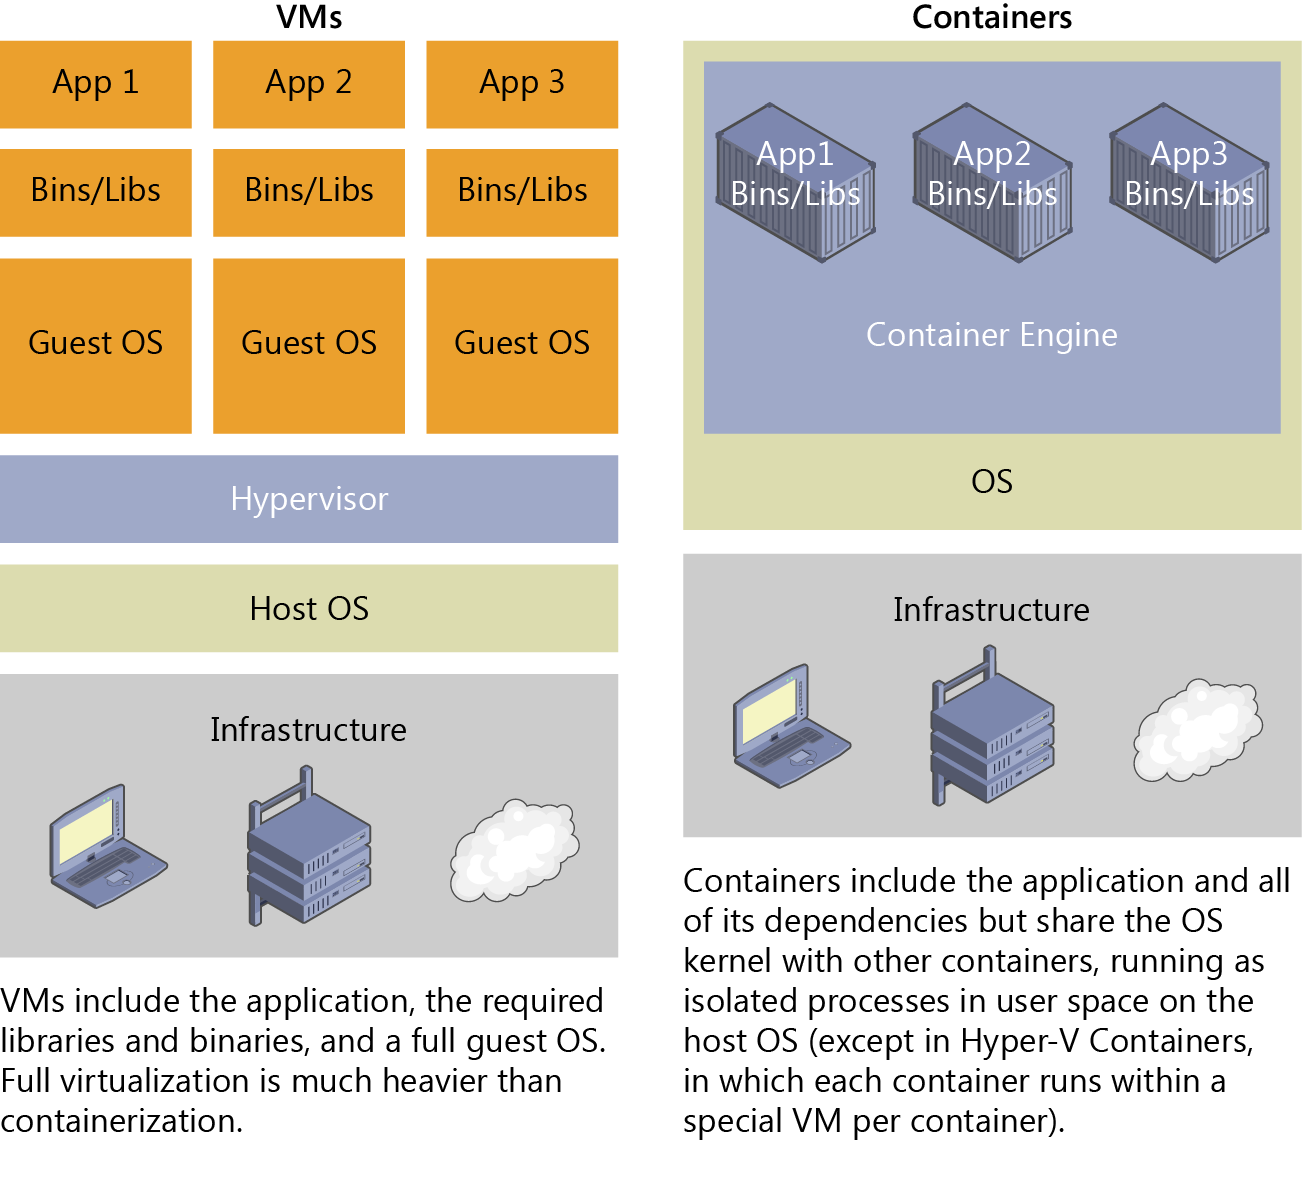 VMs
App 1
App 2
App 3
Bins/Libs
Bins/Libs
Bins/Libs
Guest OS
Guest OS
Guest OS
Hypervisor
Host OS
Infrastructure
VMs include the application, the required
libraries and binaries, and a full guest OS.
Full virtualization is much heavier than
containerization.
Containers
App1
Bins/Libs
App2
Bins/Libs
App3
Bins/Libs
Container Engine
OS
Infrastructure
Containers include the application and all
of its dependencies but share the OS
kernel with other containers, running as
isolated processes in user space on the
host OS (except in Hyper-V Containers,
in which each container runs within a
special VM per container).